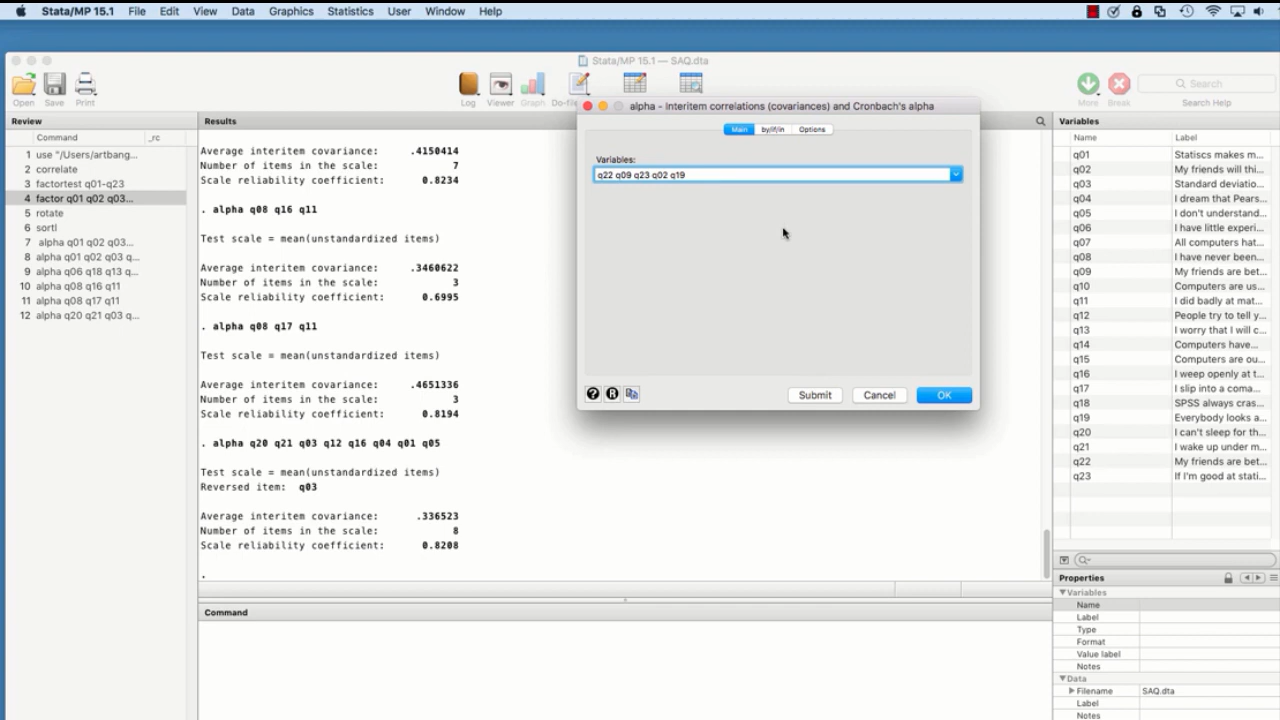 Stata/MP 15.1 File Edit View Data Graphics Statistics User Window Help
Stata/MP 15.1 — SAQ.dta
Open Save Print Log Viewer Graph Do-fil More Break Search
Search Help
alpha - Interitem correlations (covariances) and Cronbach's alpha
Main by/if/in Options
Variables:
q22 q09 q23 q02 q19
Submit Cancel OK
Review
Command _rc
1 use "/Users/artbang...
2 correlate
3 factortest q01-q23
4 factor q01 q02 q03...
5 rotate
6 sortl
7 alpha q01 q02 q03...
8 alpha q01 q02 q03 q...
9 alpha q06 q18 q13 q...
10 alpha q08 q16 q11
11 alpha q08 q17 q11
12 alpha q20 q21 q03 q...
Results
Average interitem covariance: .4150414
Number of items in the scale: 7
Scale reliability coefficient: 0.8234
. alpha q08 q16 q11
Test scale = mean(unstandardized items)
Average interitem covariance: .3460622
Number of items in the scale: 3
Scale reliability coefficient: 0.6995
. alpha q08 q17 q11
Test scale = mean(unstandardized items)
Average interitem covariance: .4651336
Number of items in the scale: 3
Scale reliability coefficient: 0.8194
. alpha q20 q21 q03 q12 q16 q04 q01 q05
Test scale = mean(unstandardized items)
Reversed item: q03
Average interitem covariance: .336523
Number of items in the scale: 8
Scale reliability coefficient: 0.8208
.
Command
Variables
Name Label
q01 Statiscs makes m...
q02 My friends will thi...
q03 Standard deviatio...
q04 I dream that Pears...
q05 I don't understand...
q06 I have little experi...
q07 All computers hat...
q08 I have never been...
q09 My friends are bet...
q10 Computers are us...
q11 I did badly at mat...
q12 People try to tell y...
q13 I worry that I will c...
q14 Computers have...
q15 Computers are ou...
q16 I weep openly at t...
q17 I slip into a coma...
q18 SPSS always cras...
q19 Everybody looks a...
q20 I can't sleep for th...
q21 I wake up under m...
q22 My friends are bet...
q23 If I'm good at stati...
Properties
Variables
Name
Label
Type
Format
Value label
Notes
Data
Filename SAQ.dta
Label
Notes